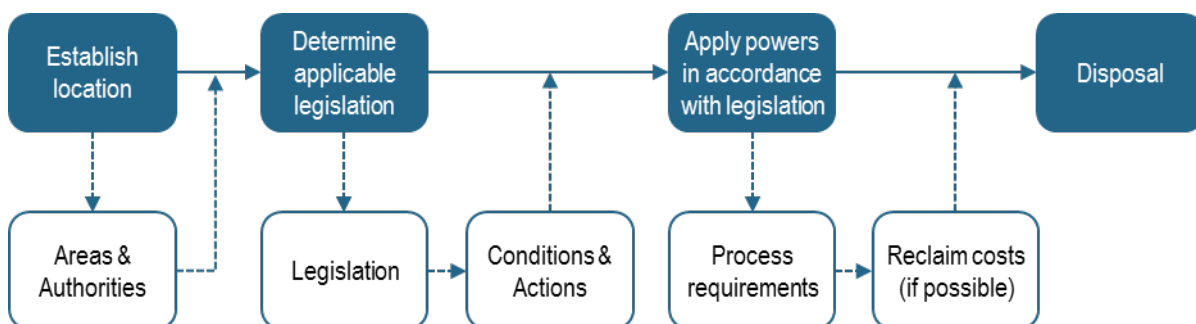 Establish
location
Determine
applicable
legislation
Apply powers
in accordance
with legislation
Disposal
Areas &
Authorities
Legislation
Conditions &
Actions
Process
requirements
Reclaim costs
(if possible)